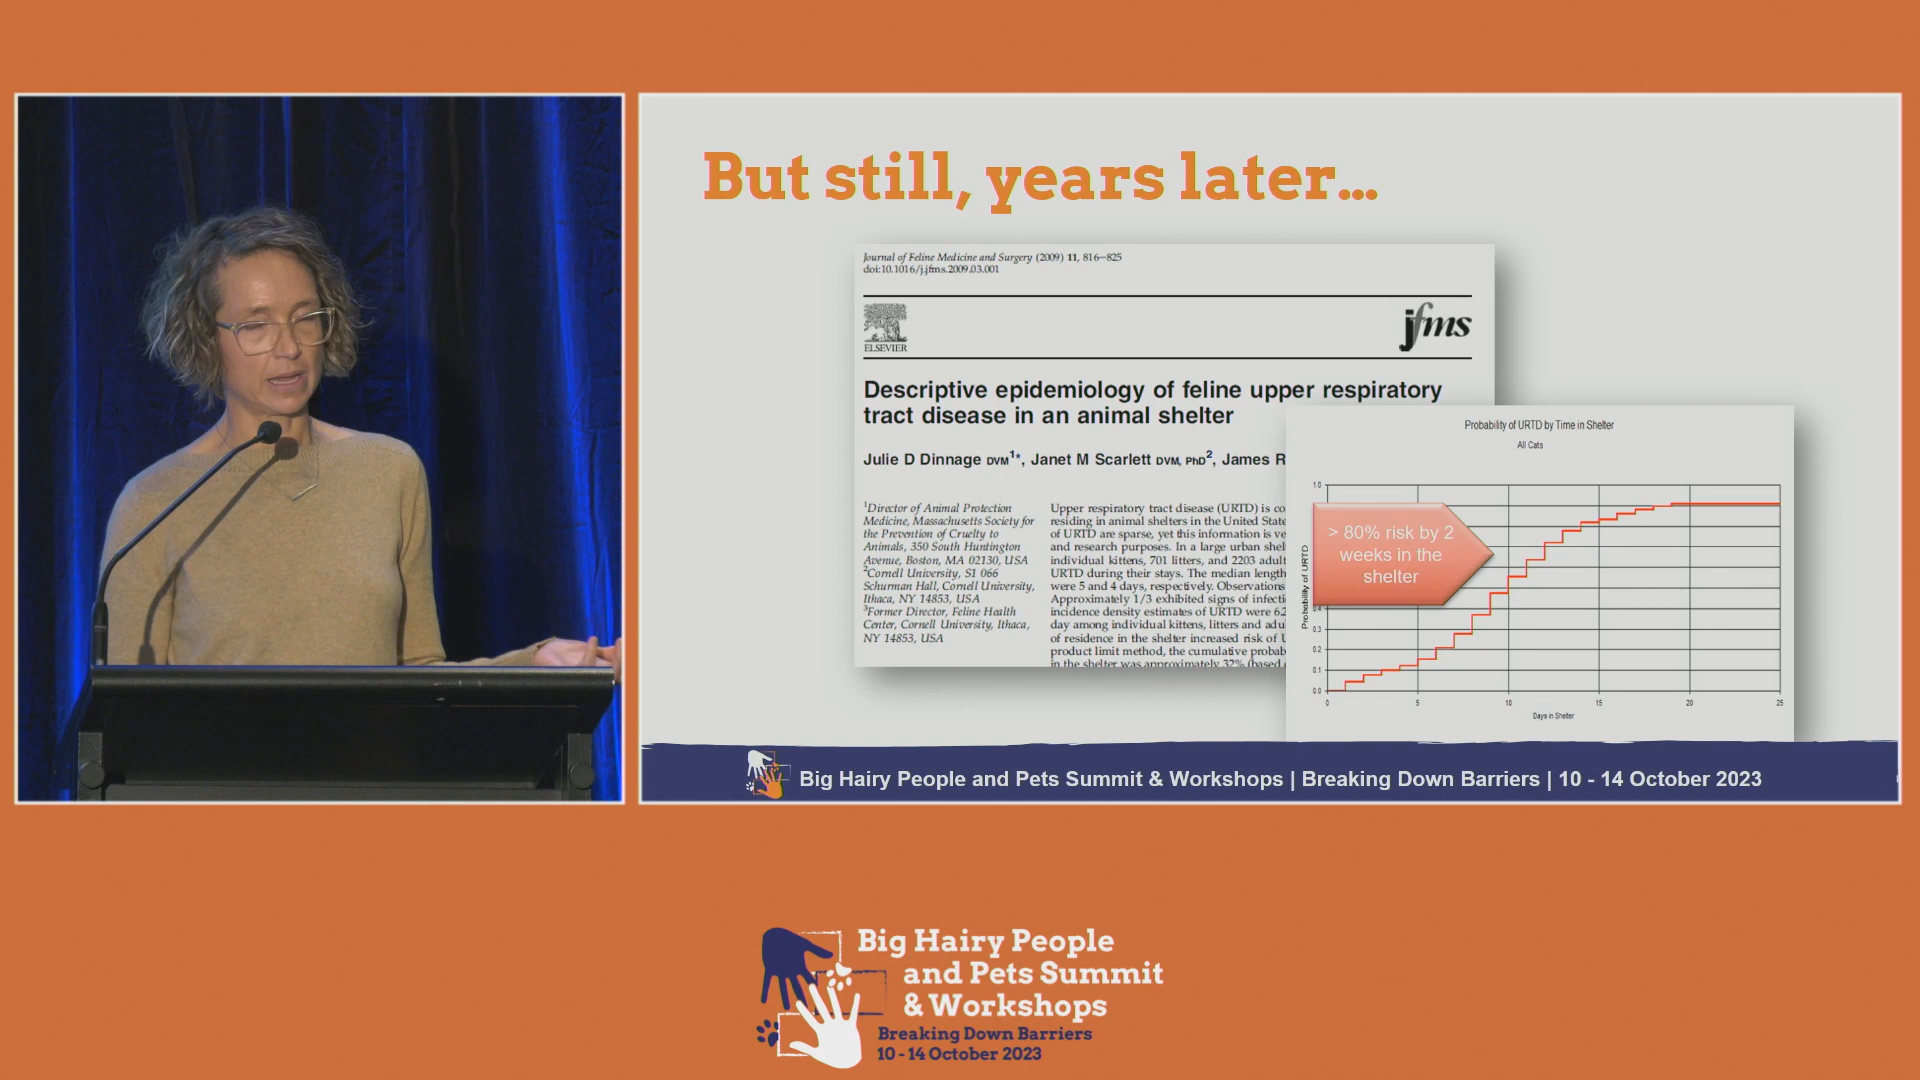 But still, years later...
Journal of Feline Medicine and Surgery (2009) 11, 816–825
doi:10.1016/j.jfms.2009.03.001
ELSEVIER
jfms
Descriptive epidemiology of feline upper respiratory
tract disease in an animal shelter
Julie D Dinnage DVM1*, Janet M Scarlett DVM, PhD2, James R
1Director of Animal Protection
Medicine, Massachusetts Society for
the Prevention of Cruelty to
Animals, 350 South Huntington
Avenue, Boston, MA 02130, USA
2Cornell University, S1 066
Schurman Hall, Cornell University,
Ithaca, NY 14853, USA
3Former Director, Feline Health
Center, Cornell University, Ithaca,
NY 14853, USA
Upper respiratory tract disease (URTD) is co
residing in animal shelters in the United State
of URTD are sparse, yet this information is ve
and research purposes. In a large urban shel
individual kittens, 701 litters, and 2203 adult
URTD during their stays. The median length
were 5 and 4 days, respectively. Observations
Approximately 1/3 exhibited signs of infecti
incidence density estimates of URTD were 6.2
day among individual kittens, litters and adu
of residence in the shelter increased risk of U
product limit method, the cumulative probab
in the shelter was approximately 32% (based
Probability of URTD by Time in Shelter
All Cats
1.0
> 80% risk by 2
weeks in the
shelter
Probability of URTD
0.4
0.3
0.2
0.1
0.0
0 5 10 15 20 25
Days in Shelter
Big Hairy People and Pets Summit & Workshops | Breaking Down Barriers | 10 - 14 October 2023
Big Hairy People
and Pets Summit
& Workshops
Breaking Down Barriers
10 - 14 October 2023